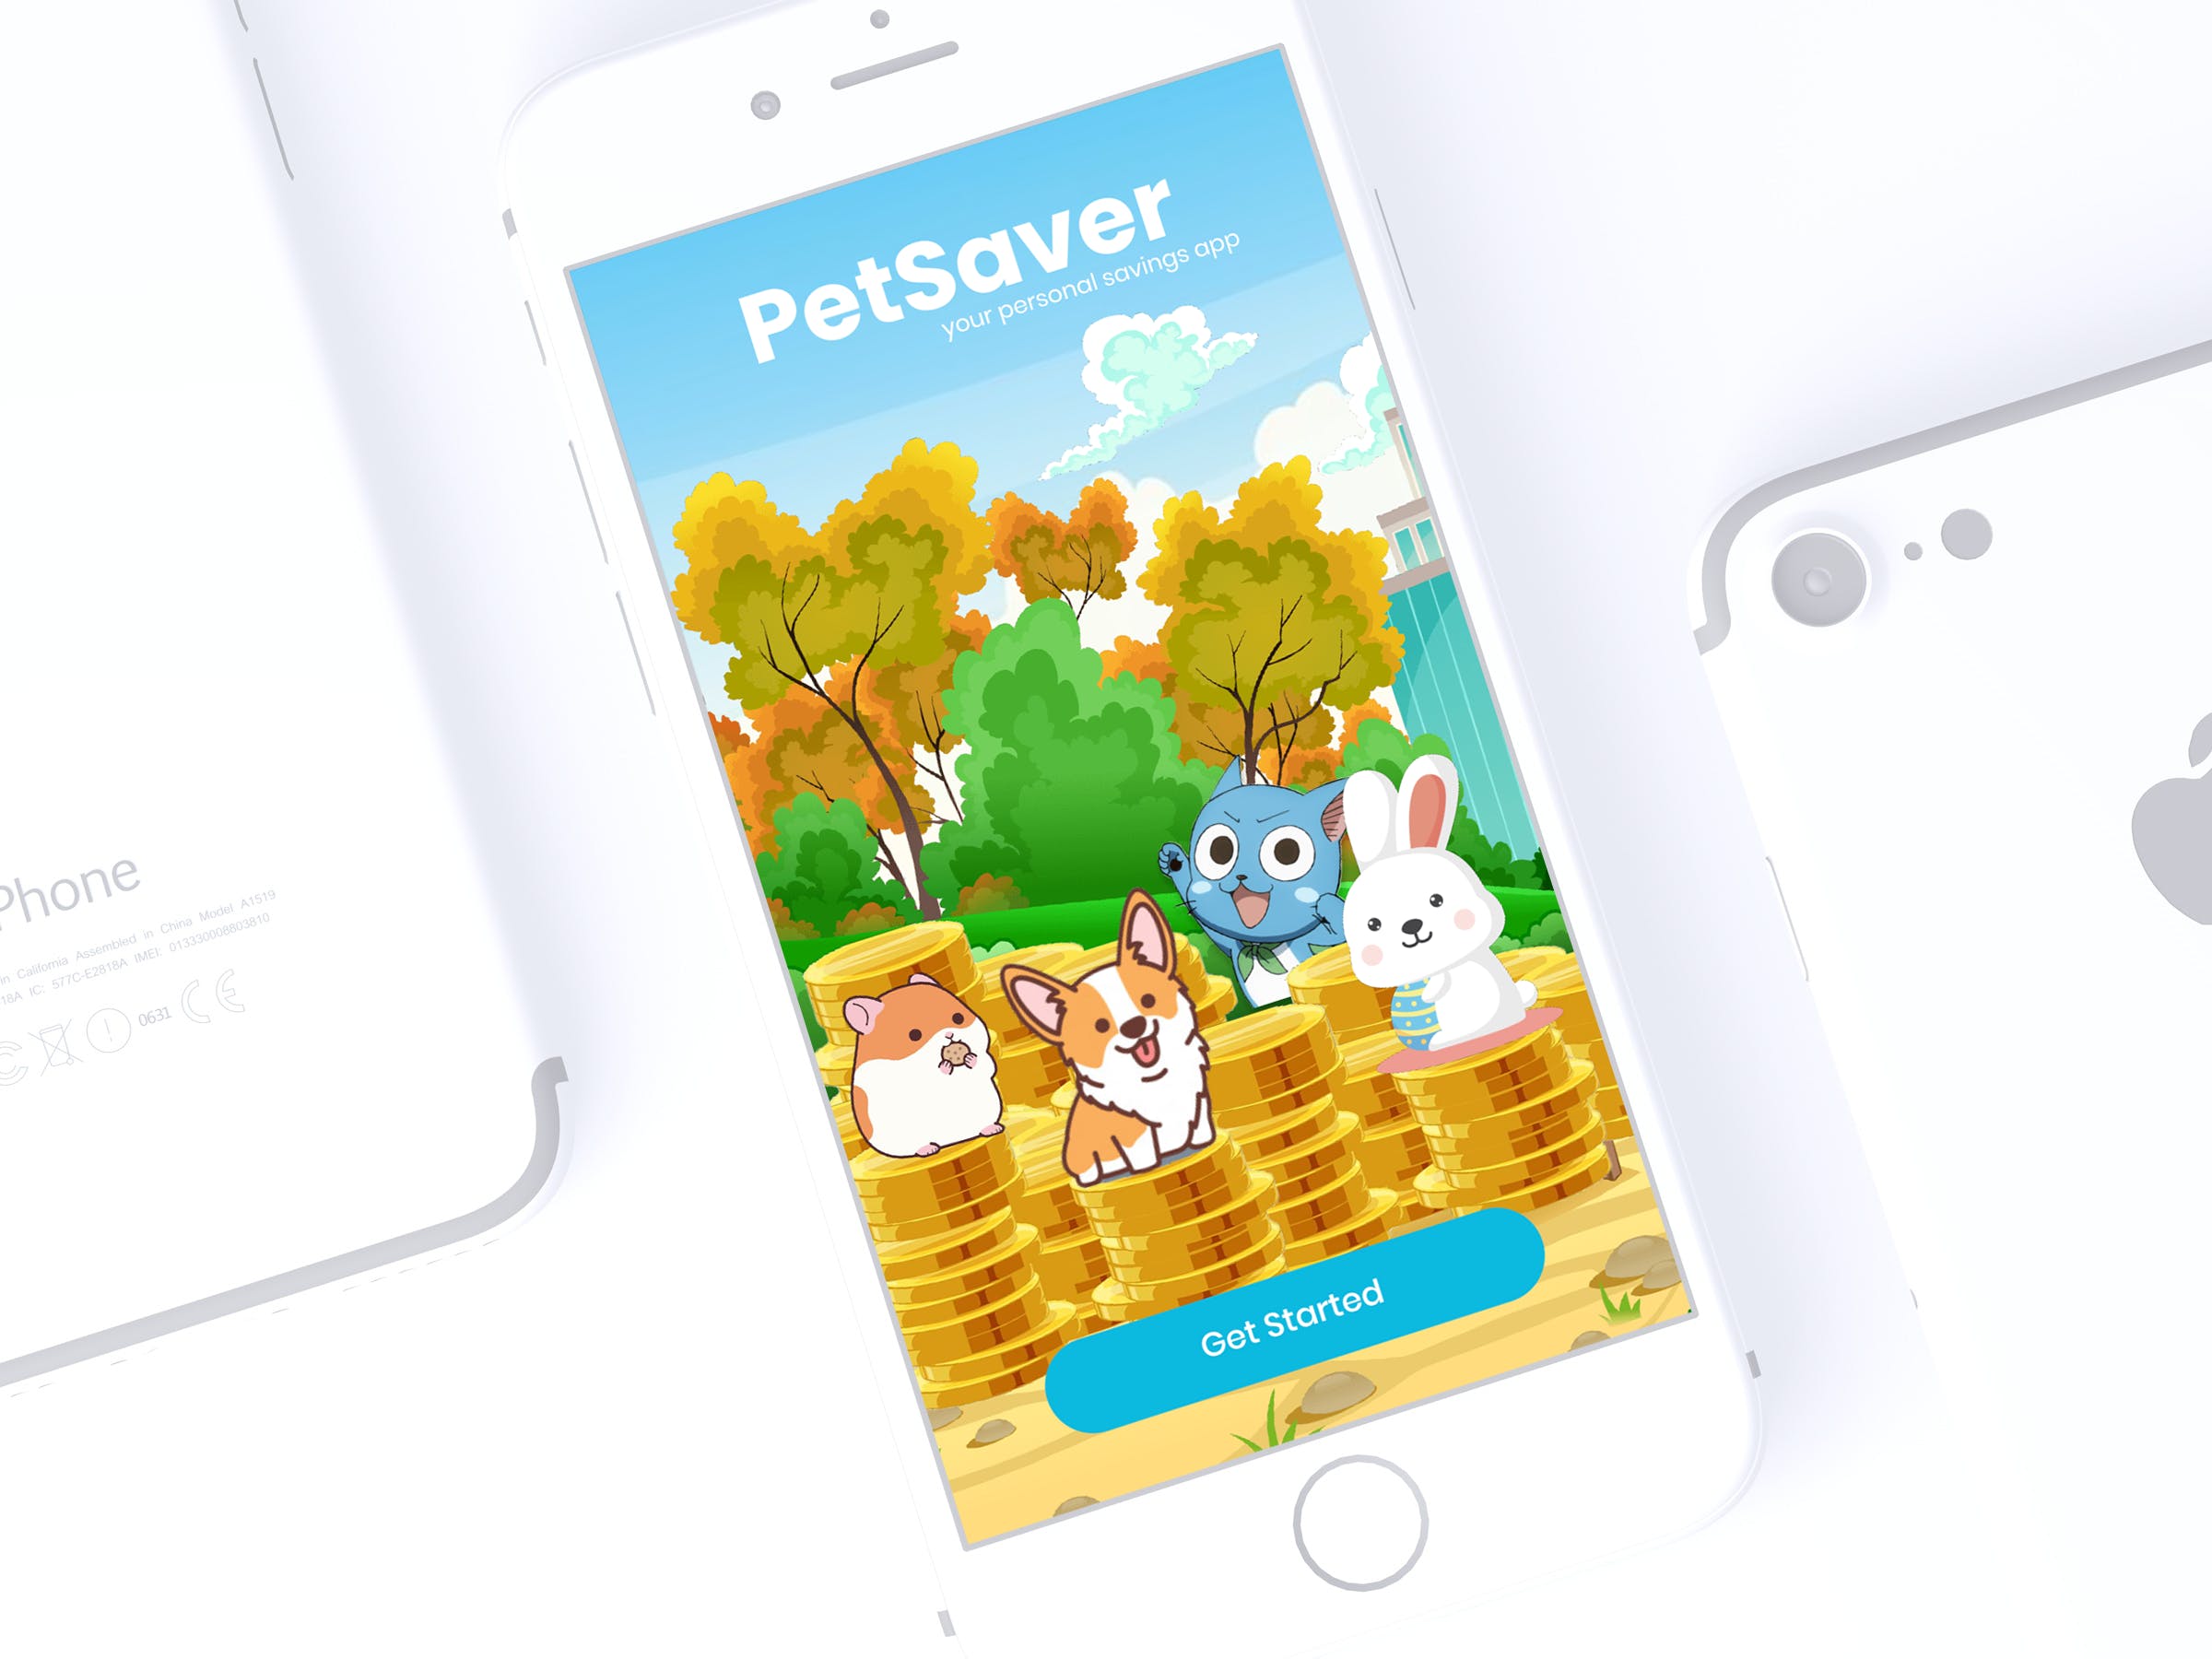 PetSaver
your personal savings app
Get Started
Phone
in California Assembled in China Model A1519
18A IC: 577C-E2818A IMEI: 013330008803810
0631